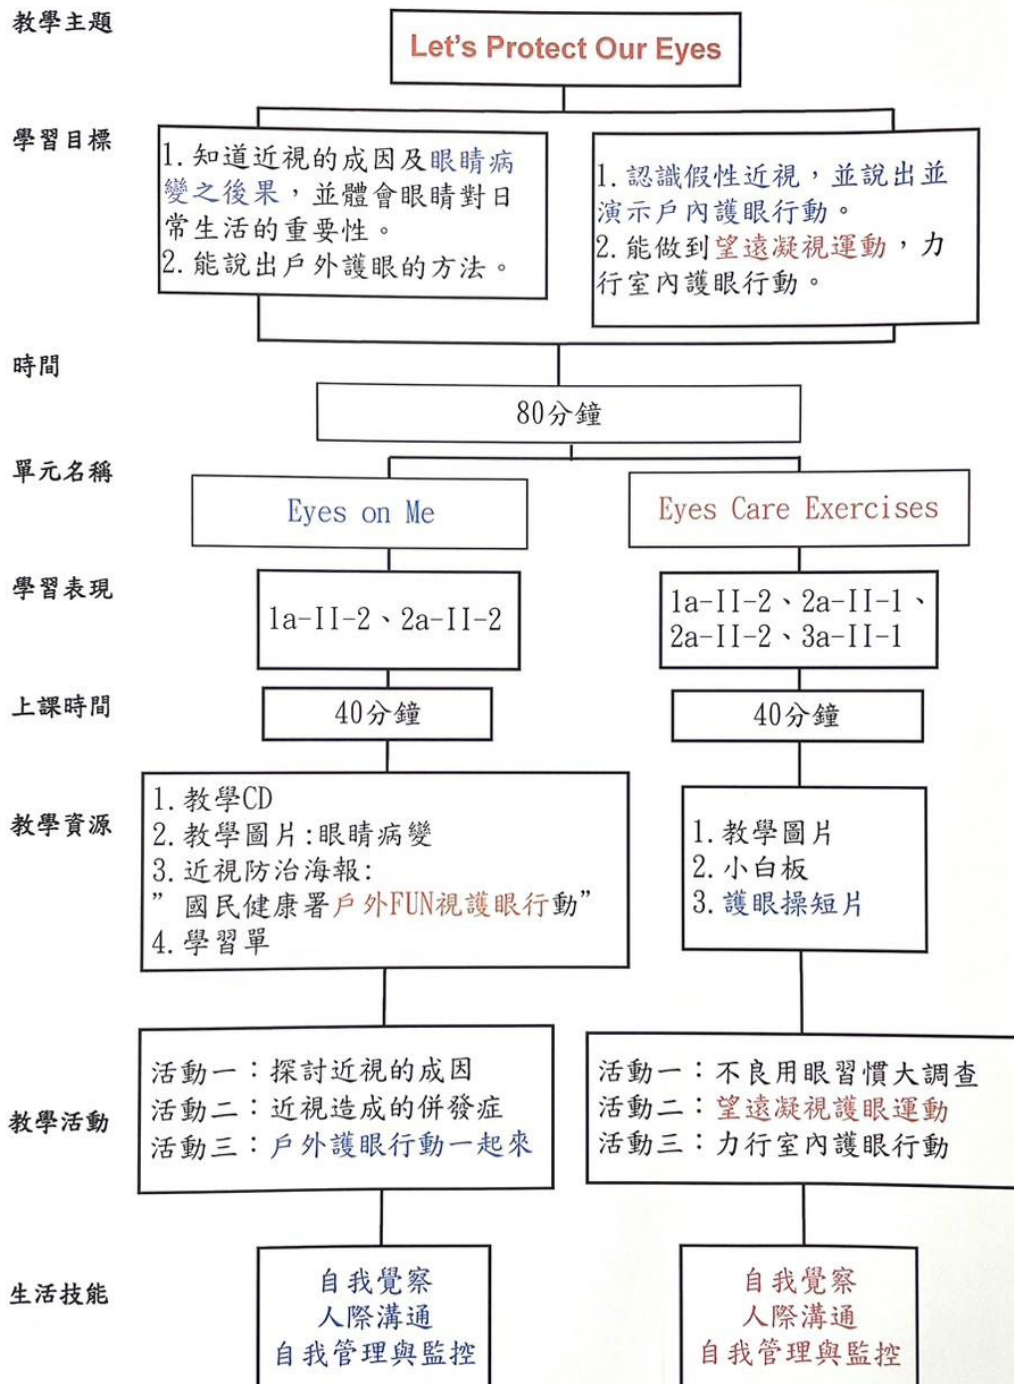 教學主題
Let's Protect Our Eyes
學習目標
1.知道近視的成因及眼睛病
變之後果，並體會眼睛對日
常生活的重要性。
2.能說出戶外護眼的方法。
1.認識假性近視，並說出並
演示戶內護眼行動。
2.能做到望遠凝視運動，力
行室內護眼行動。
時間
80分鐘
單元名稱
Eyes on Me
Eyes Care Exercises
學習表現
1a-II-2、2a-II-2
1a-II-2、2a-II-1、
2a-II-2、3a-II-1
上課時間
40分鐘
40分鐘
教學資源
1.教學CD
2.教學圖片:眼睛病變
3.近視防治海報:
”國民健康署戶外FUN視護眼行動”
4.學習單
1.教學圖片
2.小白板
3.護眼操短片
教學活動
活動一：探討近視的成因
活動二：近視造成的併發症
活動三：戶外護眼行動一起來
活動一：不良用眼習慣大調查
活動二：望遠凝視護眼運動
活動三：力行室內護眼行動
生活技能
自我覺察
人際溝通
自我管理與監控
自我覺察
人際溝通
自我管理與監控